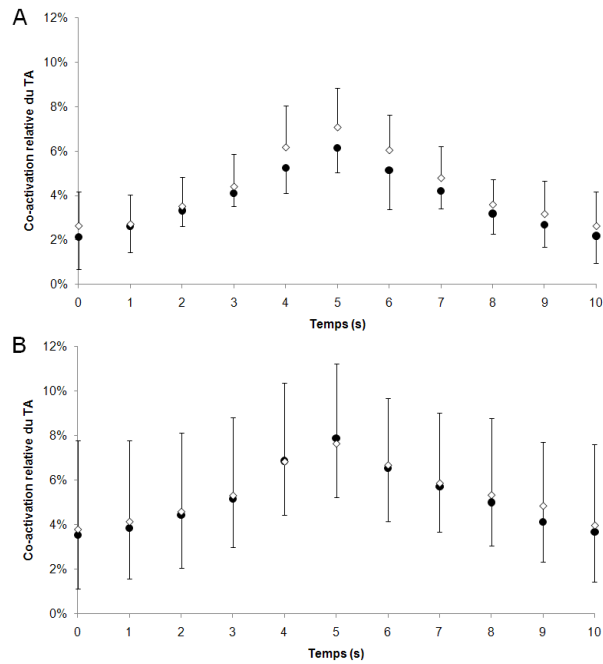 A
Co-activation relative du TA
12%
10%
8%
6%
4%
2%
0%
0 1 2 3 4 5 6 7 8 9 10
Temps (s)
B
Co-activation relative du TA
12%
10%
8%
6%
4%
2%
0%
0 1 2 3 4 5 6 7 8 9 10
Temps (s)